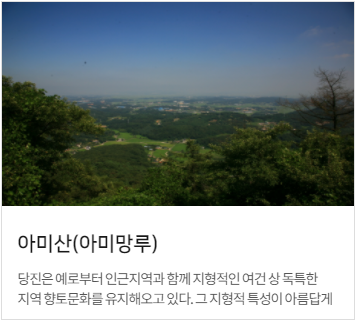 아미산(아미망루)
당진은 예로부터 인근지역과 함께 지형적인 여건 상 독특한
지역 향토문화를 유지해오고 있다. 그 지형적 특성이 아름답게